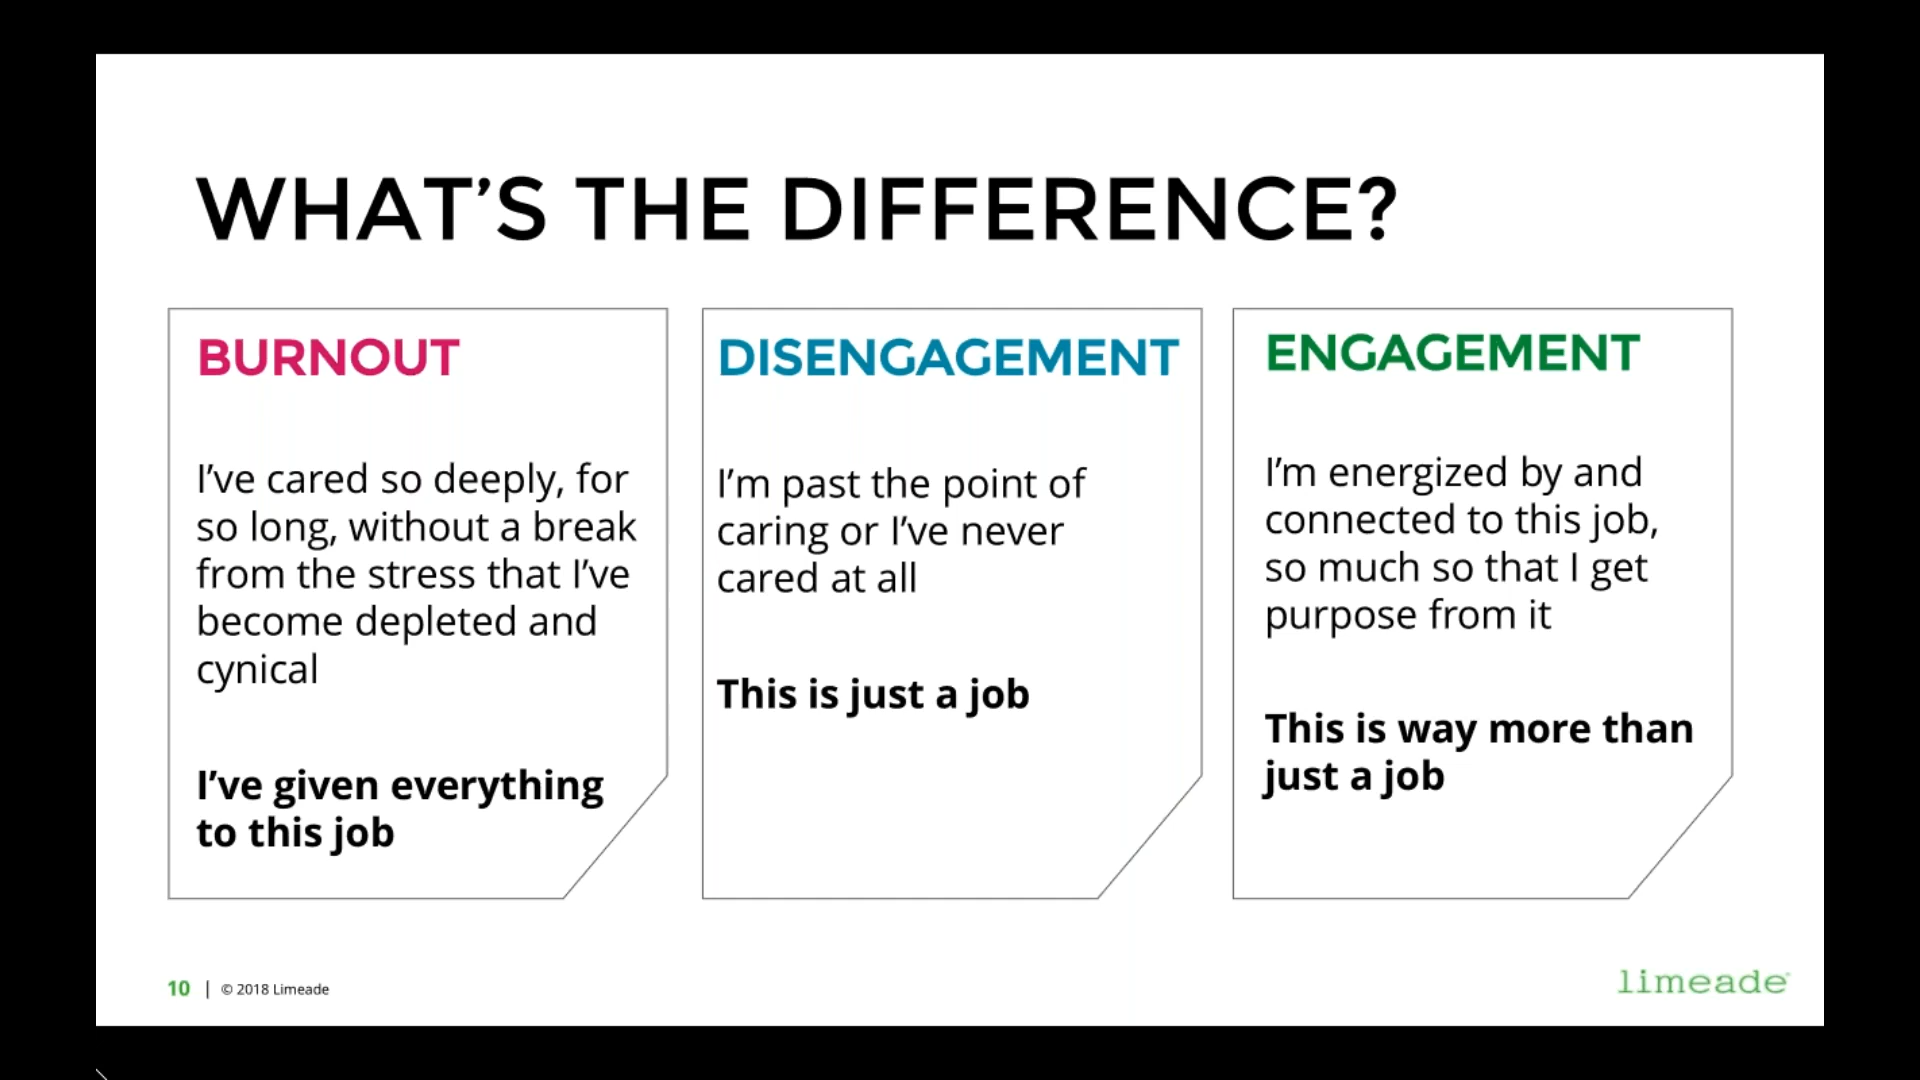 WHAT’S THE DIFFERENCE?
BURNOUT
I’ve cared so deeply, for
so long, without a break
from the stress that I’ve
become depleted and
cynical
I’ve given everything
to this job
DISENGAGEMENT
I’m past the point of
caring or I’ve never
cared at all
This is just a job
ENGAGEMENT
I’m energized by and
connected to this job,
so much so that I get
purpose from it
This is way more than
just a job
10 | © 2018 Limeade
limeade